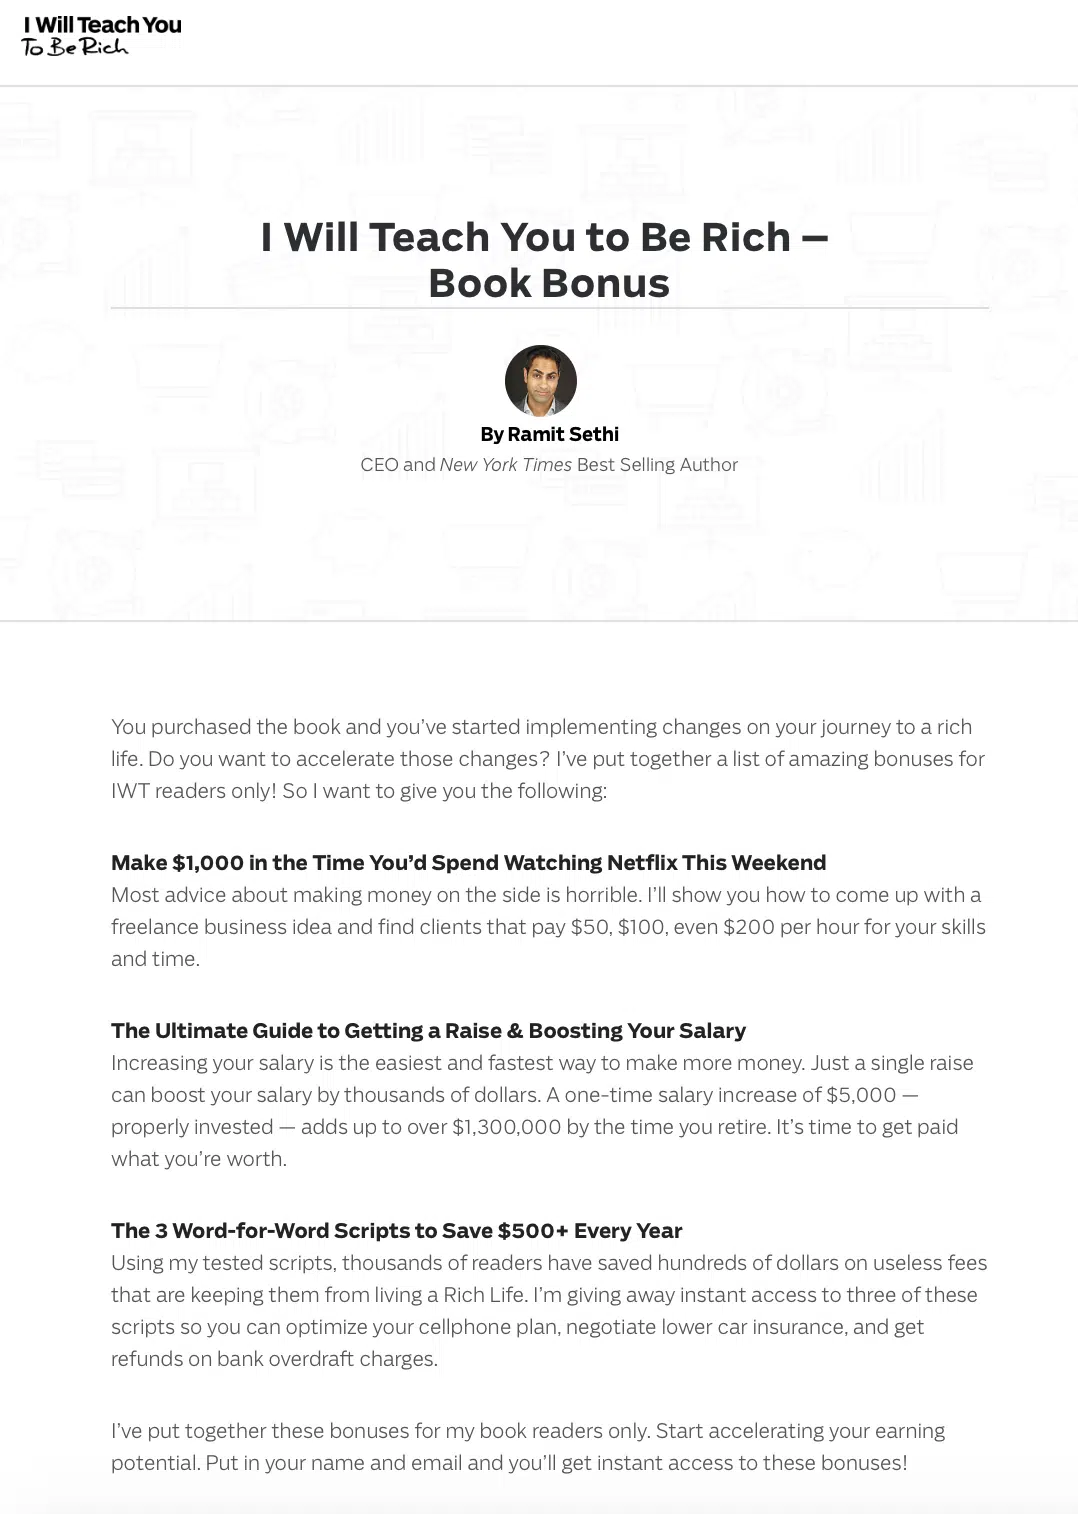 I Will Teach You
To Be Rich
I Will Teach You to Be Rich –
Book Bonus
By Ramit Sethi
CEO and New York Times Best Selling Author
You purchased the book and you’ve started implementing changes on your journey to a rich
life. Do you want to accelerate those changes? I’ve put together a list of amazing bonuses for
IWT readers only! So I want to give you the following:
Make $1,000 in the Time You’d Spend Watching Netflix This Weekend
Most advice about making money on the side is horrible. I’ll show you how to come up with a
freelance business idea and find clients that pay $50, $100, even $200 per hour for your skills
and time.
The Ultimate Guide to Getting a Raise & Boosting Your Salary
Increasing your salary is the easiest and fastest way to make more money. Just a single raise
can boost your salary by thousands of dollars. A one-time salary increase of $5,000 —
properly invested — adds up to over $1,300,000 by the time you retire. It’s time to get paid
what you’re worth.
The 3 Word-for-Word Scripts to Save $500+ Every Year
Using my tested scripts, thousands of readers have saved hundreds of dollars on useless fees
that are keeping them from living a Rich Life. I’m giving away instant access to three of these
scripts so you can optimize your cellphone plan, negotiate lower car insurance, and get
refunds on bank overdraft charges.
I’ve put together these bonuses for my book readers only. Start accelerating your earning
potential. Put in your name and email and you’ll get instant access to these bonuses!